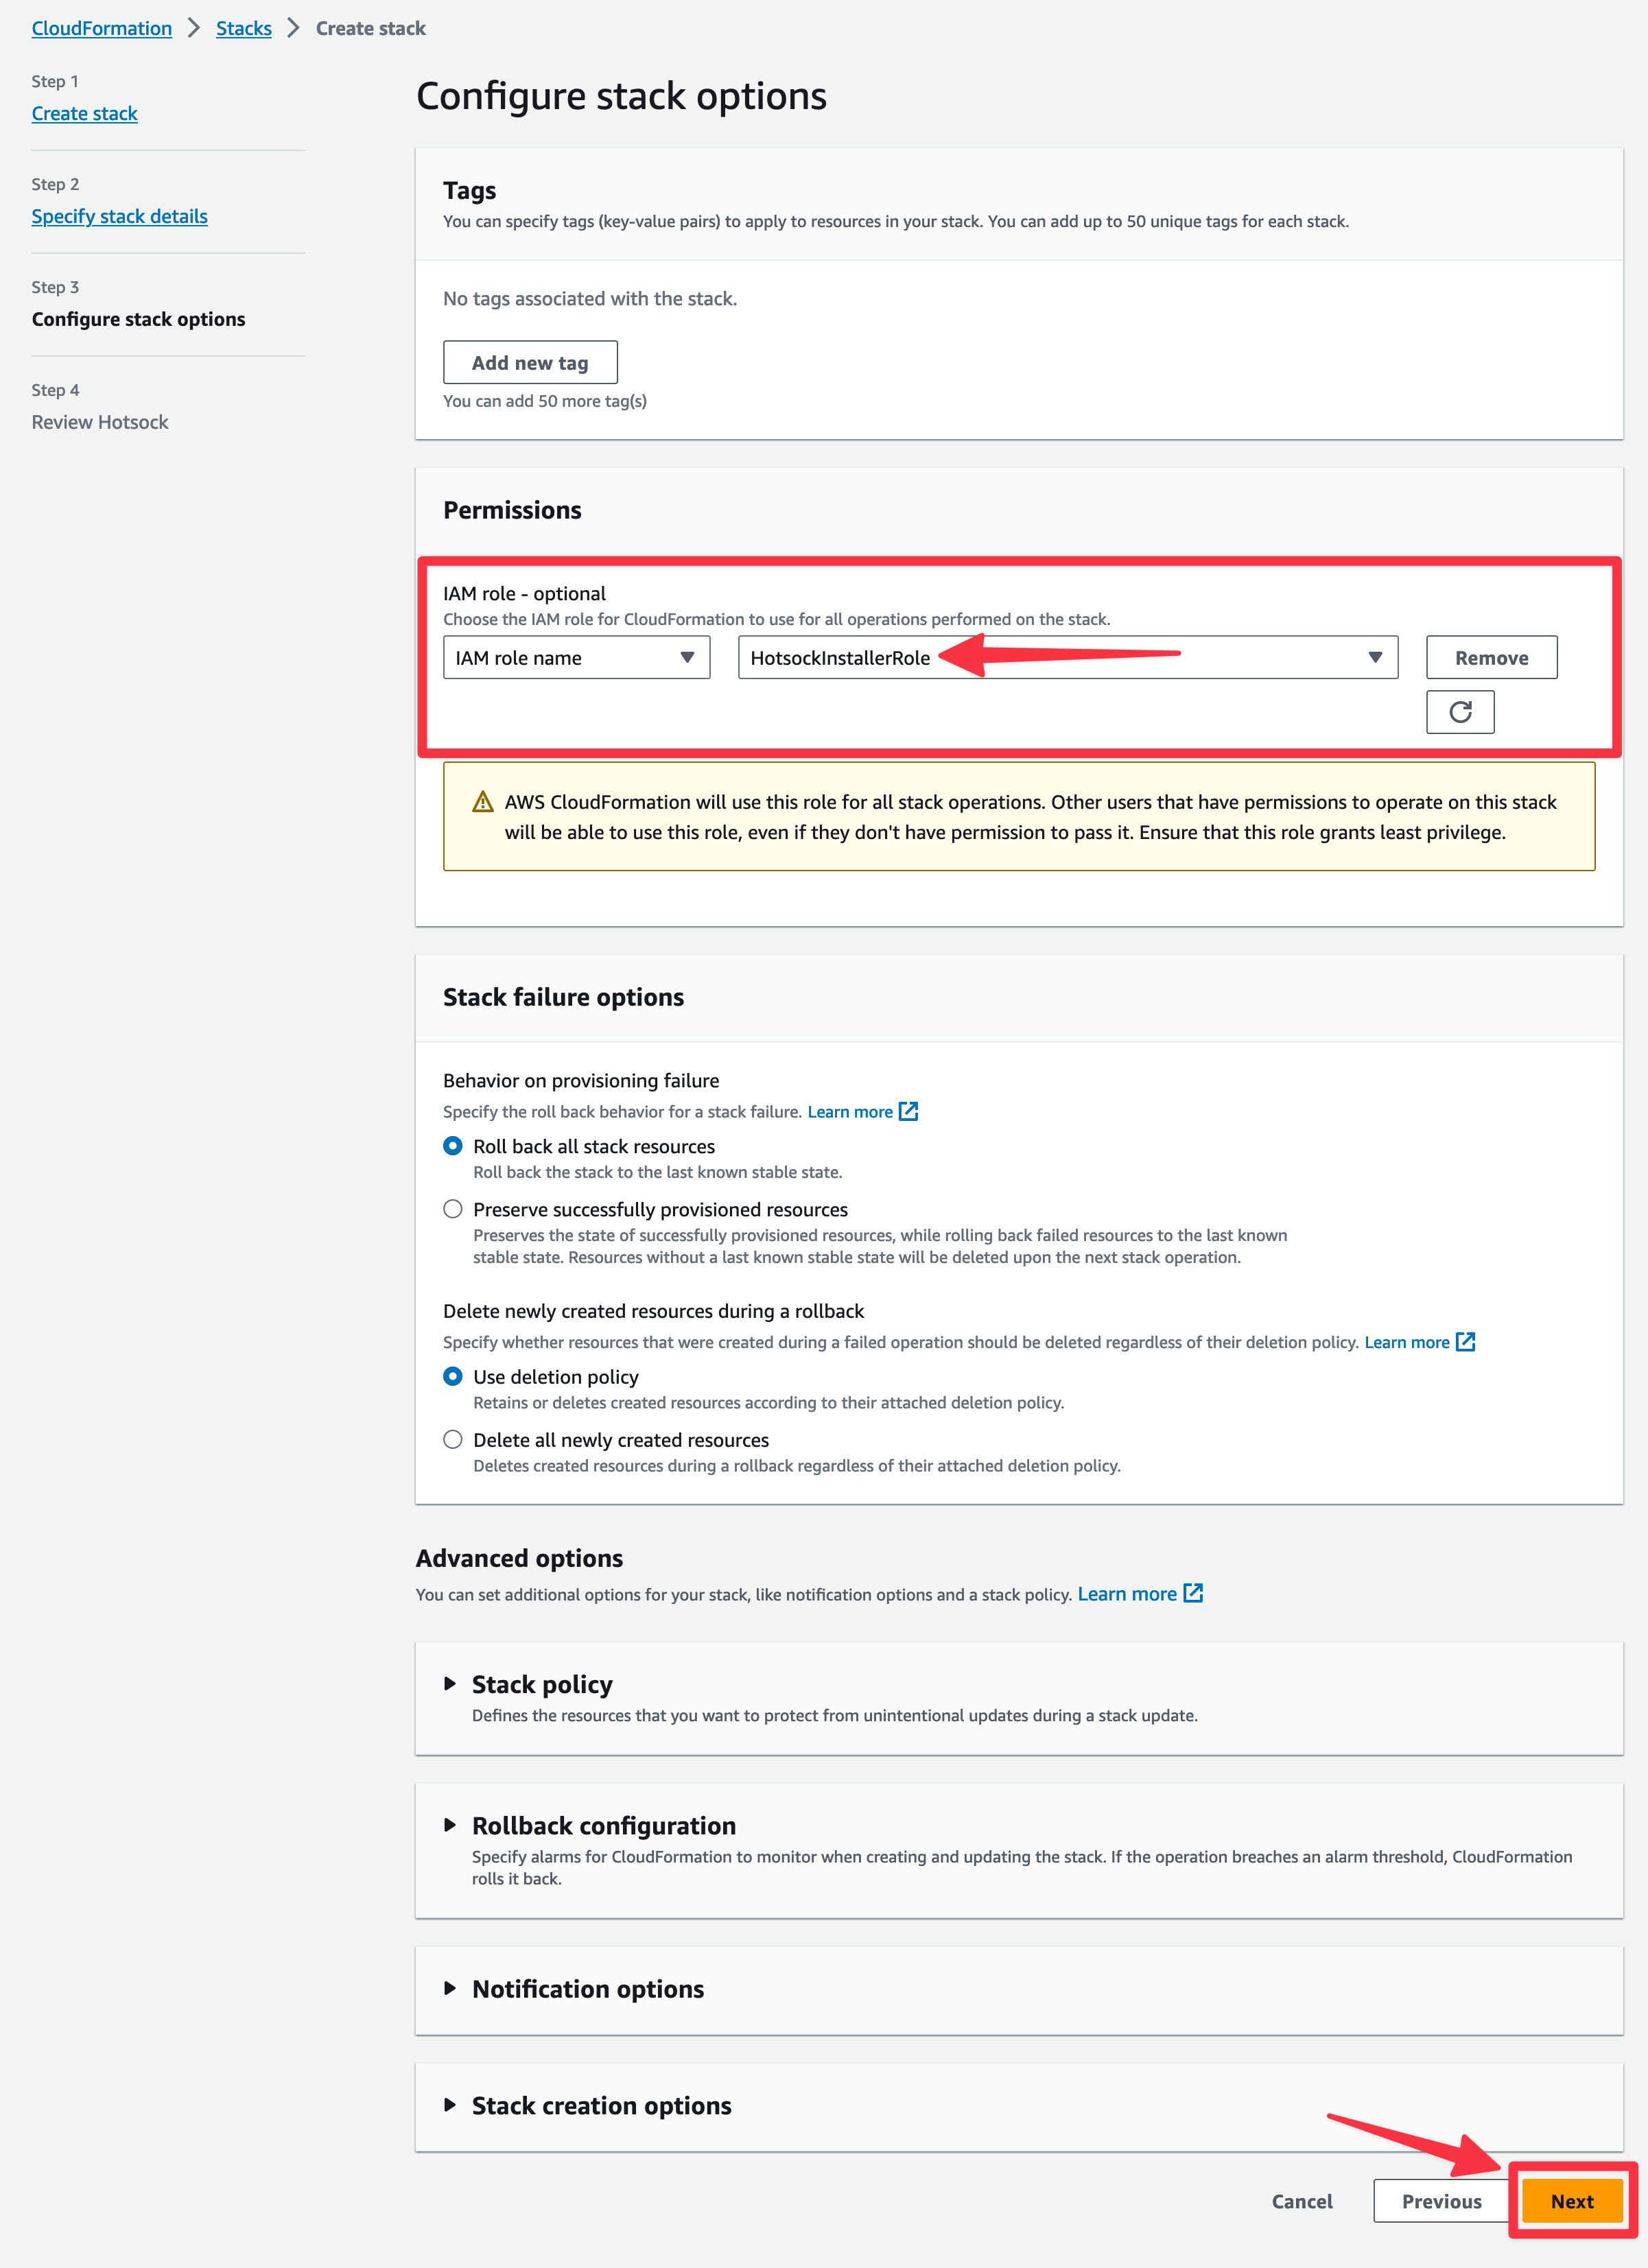 CloudFormation > Stacks > Create stack
Step 1
Create stack
Step 2
Specify stack details
Step 3
Configure stack options
Step 4
Review Hotsock
Configure stack options
Tags
You can specify tags (key-value pairs) to apply to resources in your stack. You can add up to 50 unique tags for each stack.
No tags associated with the stack.
Add new tag
You can add 50 more tag(s)
Permissions
IAM role - optional
Choose the IAM role for CloudFormation to use for all operations performed on the stack.
IAM role name HotsockInstallerRole Remove
AWS CloudFormation will use this role for all stack operations. Other users that have permissions to operate on this stack
will be able to use this role, even if they don't have permission to pass it. Ensure that this role grants least privilege.
Stack failure options
Behavior on provisioning failure
Specify the roll back behavior for a stack failure. Learn more
Roll back all stack resources
Roll back the stack to the last known stable state.
Preserve successfully provisioned resources
Preserves the state of successfully provisioned resources, while rolling back failed resources to the last known
stable state. Resources without a last known stable state will be deleted upon the next stack operation.
Delete newly created resources during a rollback
Specify whether resources that were created during a failed operation should be deleted regardless of their deletion policy. Learn more
Use deletion policy
Retains or deletes created resources according to their attached deletion policy.
Delete all newly created resources
Deletes created resources during a rollback regardless of their attached deletion policy.
Advanced options
You can set additional options for your stack, like notification options and a stack policy. Learn more
Stack policy
Defines the resources that you want to protect from unintentional updates during a stack update.
Rollback configuration
Specify alarms for CloudFormation to monitor when creating and updating the stack. If the operation breaches an alarm threshold, CloudFormation
rolls it back.
Notification options
Stack creation options
Cancel Previous Next